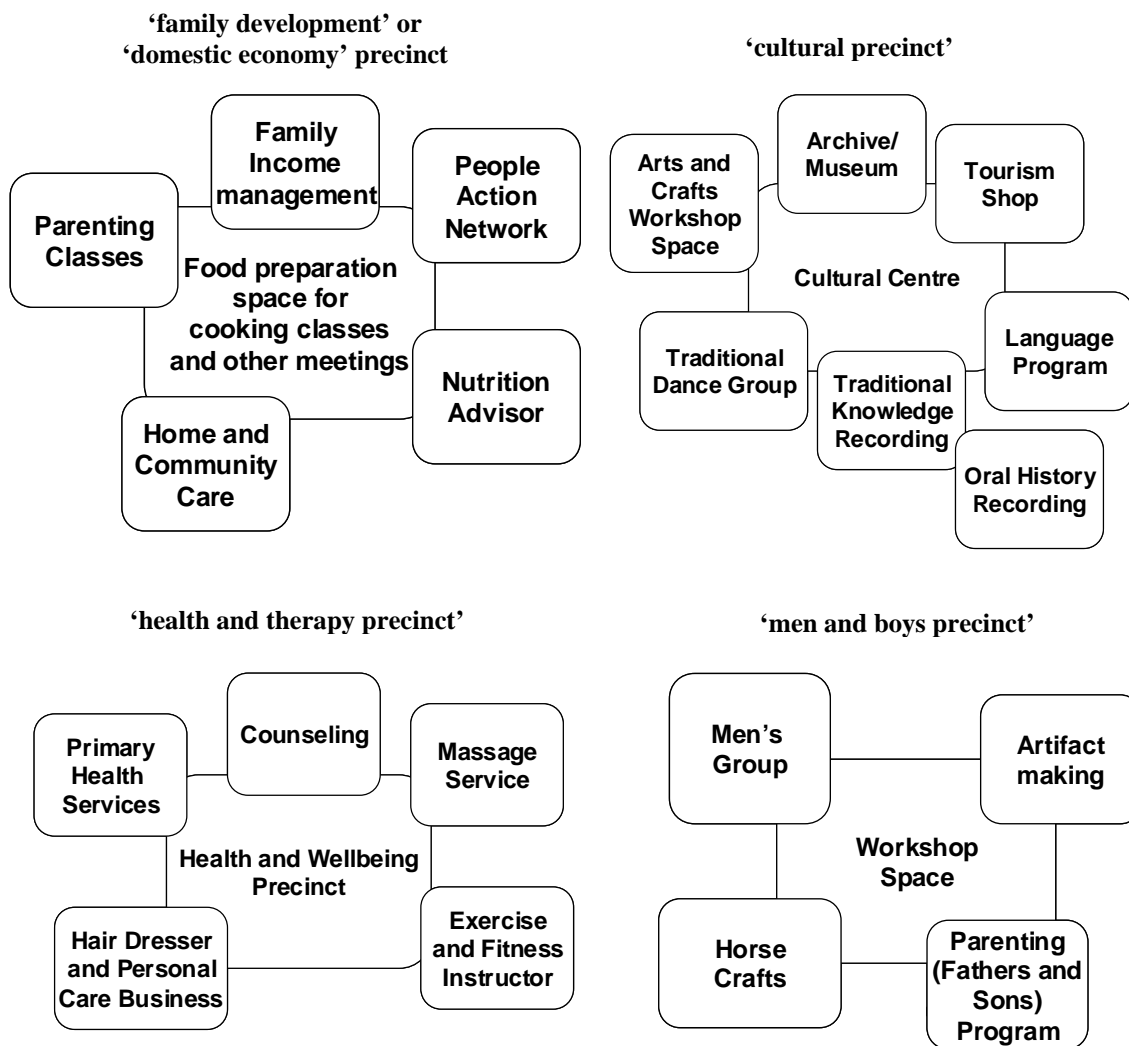 ‘family development’ or
‘domestic economy’ precinct
Family
Income
management
People
Action
Network
Parenting
Classes
Food preparation
space for
cooking classes
and other meetings
Nutrition
Advisor
Home and
Community
Care
‘cultural precinct’
Archive/
Museum
Arts and
Crafts
Workshop
Space
Tourism
Shop
Cultural Centre
Language
Program
Traditional
Dance Group
Traditional
Knowledge
Recording
Oral History
Recording
‘health and therapy precinct’
Counseling
Primary
Health
Services
Massage
Service
Health and Wellbeing
Precinct
Hair Dresser
and Personal
Care Business
Exercise
and Fitness
Instructor
‘men and boys precinct’
Men’s
Group
Artifact
making
Workshop
Space
Horse
Crafts
Parenting
(Fathers and
Sons)
Program